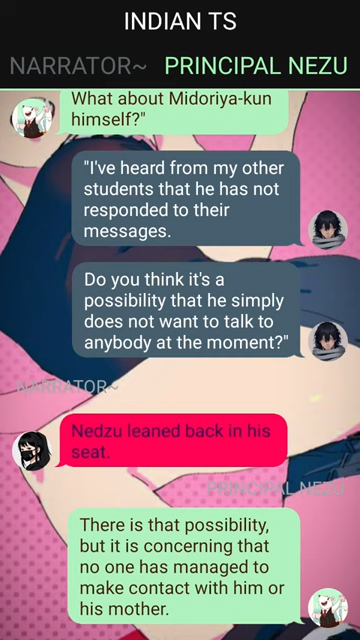 INDIAN TS
NARRATOR~ PRINCIPAL NEZU
What about Midoriya-kun
himself?"
"I've heard from my other
students that he has not
responded to their
messages.
Do you think it's a
possibility that he simply
does not want to talk to
anybody at the moment?"
NARRATOR~
Nedzu leaned back in his
seat.
PRINCIPAL NEZU
There is that possibility,
but it is concerning that
no one has managed to
make contact with him or
his mother.